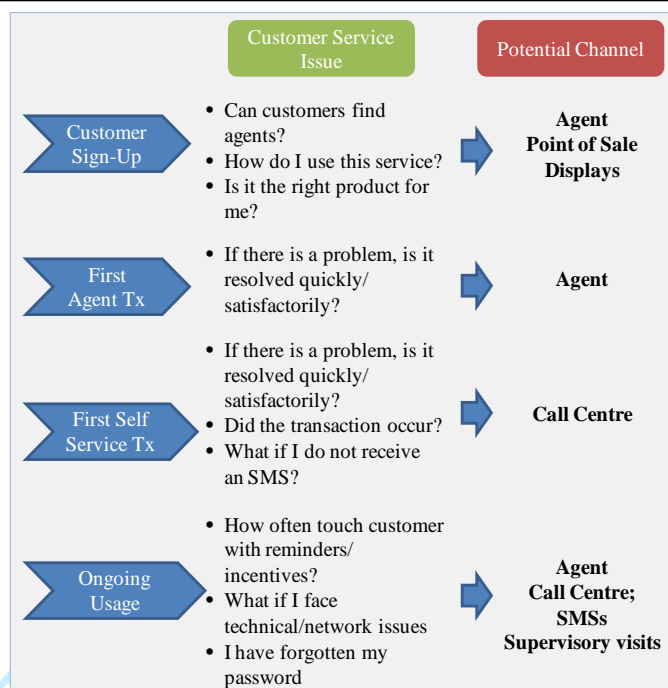 Customer Service
Issue
Potential Channel
Customer
Sign-Up
• Can customers find
agents?
• How do I use this service?
• Is it the right product for
me?
Agent
Point of Sale
Displays
First
Agent Tx
• If there is a problem, is it
resolved quickly/
satisfactorily?
Agent
First Self
Service Tx
• If there is a problem, is it
resolved quickly/
satisfactorily?
• Did the transaction occur?
• What if I do not receive
an SMS?
Call Centre
Ongoing
Usage
• How often touch customer
with reminders/
incentives?
• What if I face
technical/network issues
• I have forgotten my
password
Agent
Call Centre;
SMSs
Supervisory visits